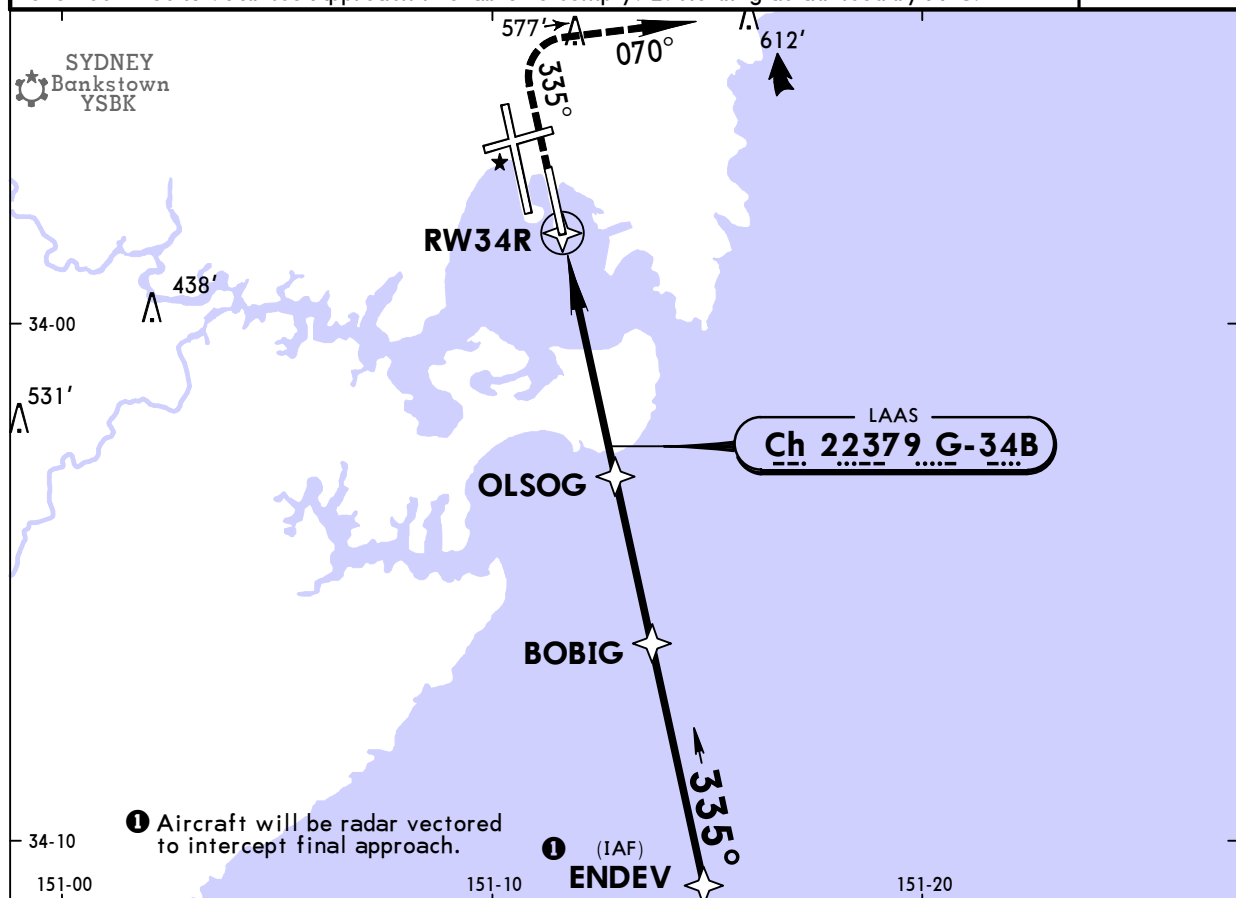 577'
612'
070°
335°
SYDNEY
Bankstown
YSBK
RW34R
438'
34-00
531'
LAAS
Ch 22379 G-34B
OLSOG
BOBIG
335°
❶ Aircraft will be radar vectored
to intercept final approach.
34-10
❶ (IAF)
ENDEV
151-00
151-10
151-20